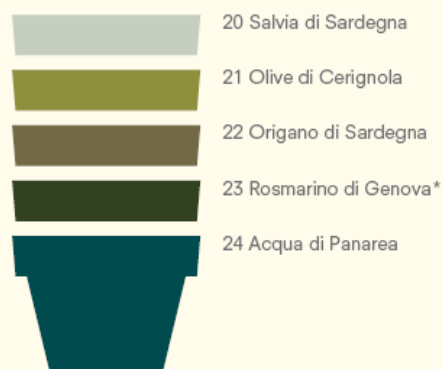 20 Salvia di Sardegna
21 Olive di Cerignola
22 Origano di Sardegna
23 Rosmarino di Genova*
24 Acqua di Panarea